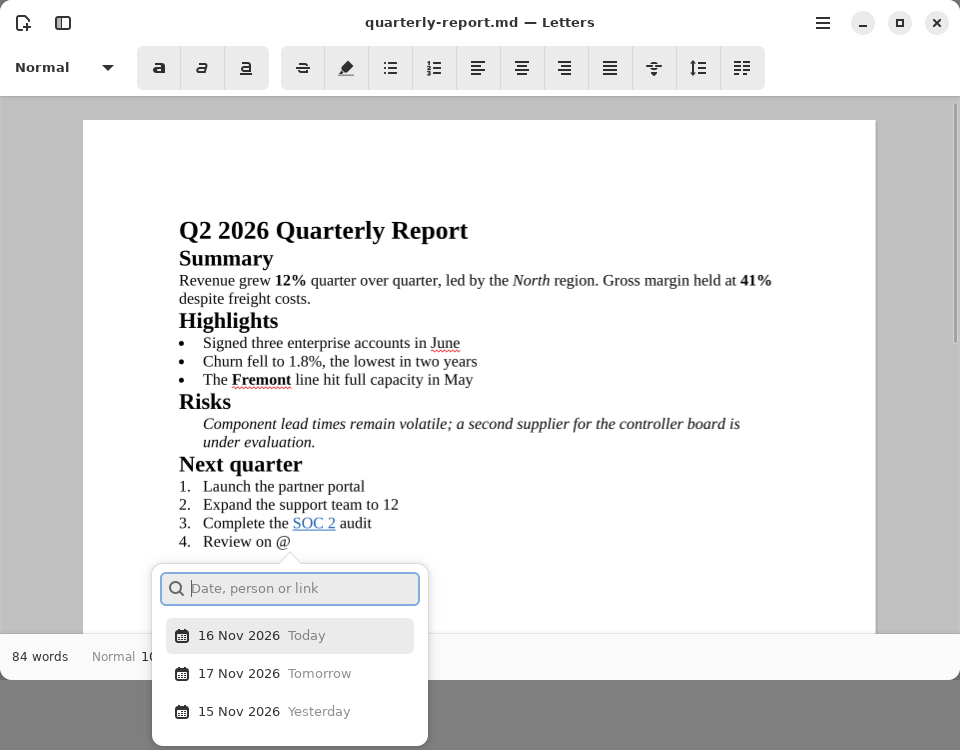 quarterly-report.md — Letters
Normal
Q2 2026 Quarterly Report
Summary
Revenue grew 12% quarter over quarter, led by the North region. Gross margin held at 41%
despite freight costs.
Highlights
• Signed three enterprise accounts in June
• Churn fell to 1.8%, the lowest in two years
• The Fremont line hit full capacity in May
Risks
Component lead times remain volatile; a second supplier for the controller board is
under evaluation.
Next quarter
1. Launch the partner portal
2. Expand the support team to 12
3. Complete the SOC 2 audit
4. Review on @
Date, person or link
16 Nov 2026 Today
17 Nov 2026 Tomorrow
15 Nov 2026 Yesterday
84 words Normal